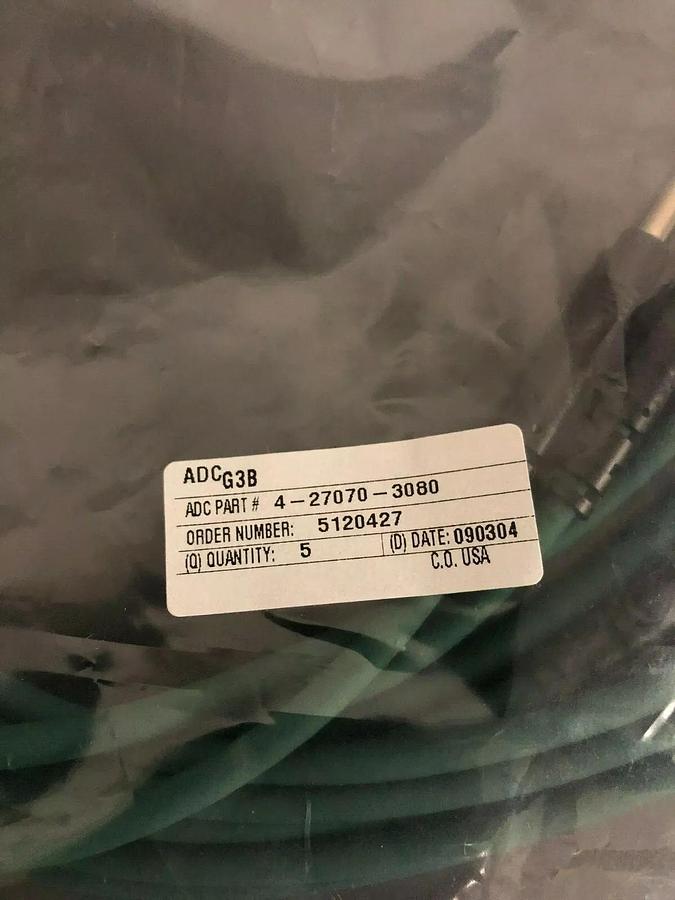 ADC G3B
ADC PART # 4-27070-3080
ORDER NUMBER: 5120427
(Q) QUANTITY: 5 (D) DATE: 090304
C.O. USA